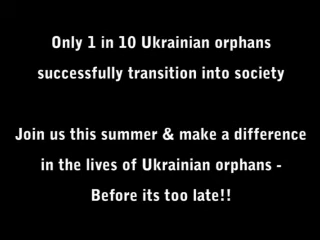 Only 1 in 10 Ukrainian orphans
successfully transition into society
Join us this summer & make a difference
in the lives of Ukrainian orphans -
Before its too late!!